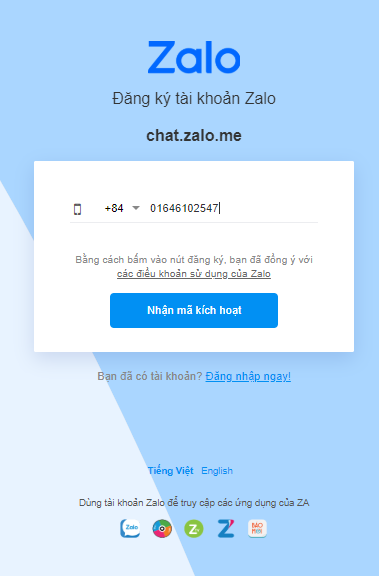 Zalo
Đăng ký tài khoản Zalo
chat.zalo.me
+84 01646102547
Bằng cách bấm vào nút đăng ký, bạn đã đồng ý với
các điều khoản sử dụng của Zalo
Nhận mã kích hoạt
Bạn đã có tài khoản? Đăng nhập ngay!
Tiếng Việt English
Dùng tài khoản Zalo để truy cập các ứng dụng của ZA
Zalo Z Z BÁO MỚI